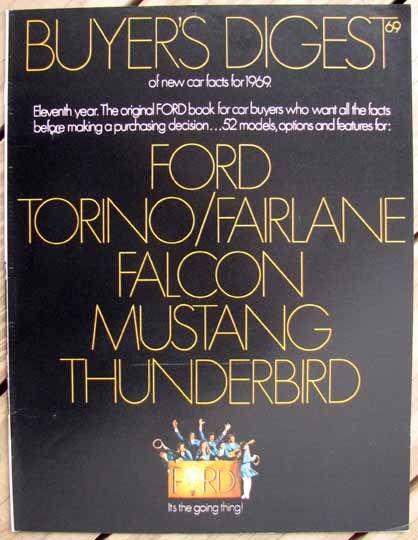 BUYER'S DIGEST 69
of new car facts for 1969.
Eleventh year. The original FORD book for car buyers who want all the facts
before making a purchasing decision...52 models, options and features for:
FORD
TORINO/FAIRLANE
FALCON
MUSTANG
THUNDERBIRD
FORD
It's the going thing!